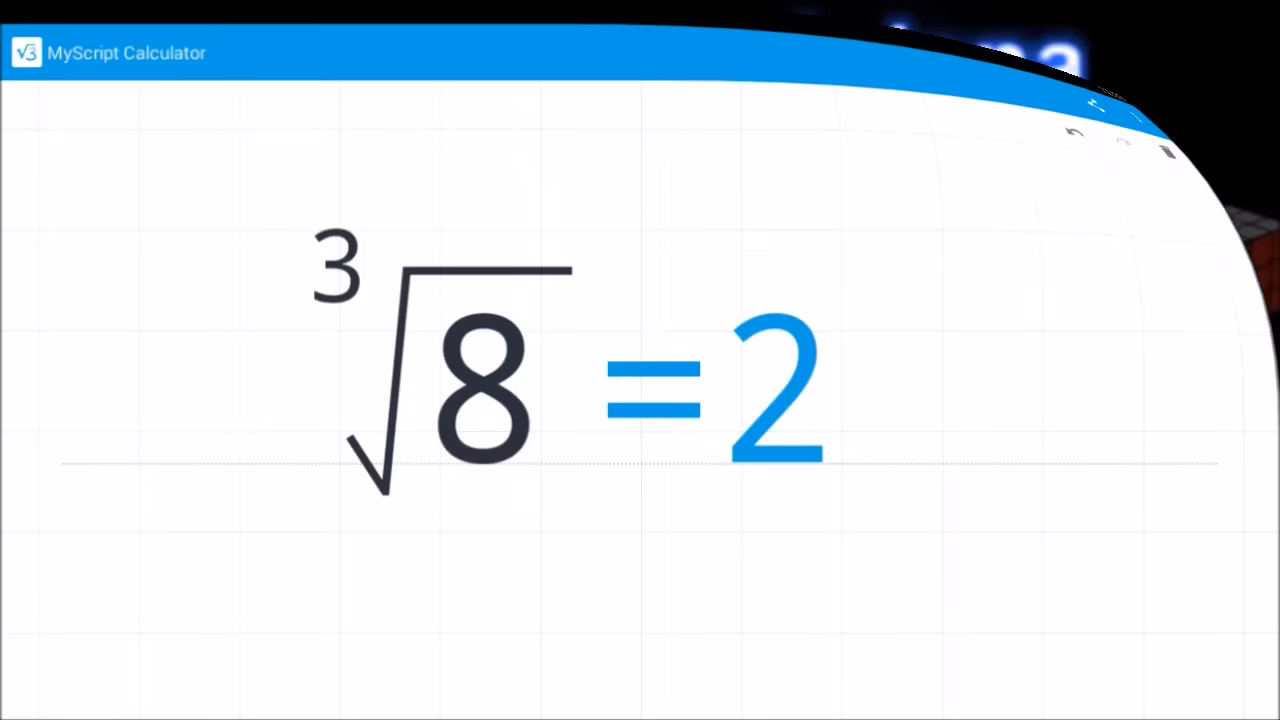 √3 MyScript Calculator
∛8 = 2